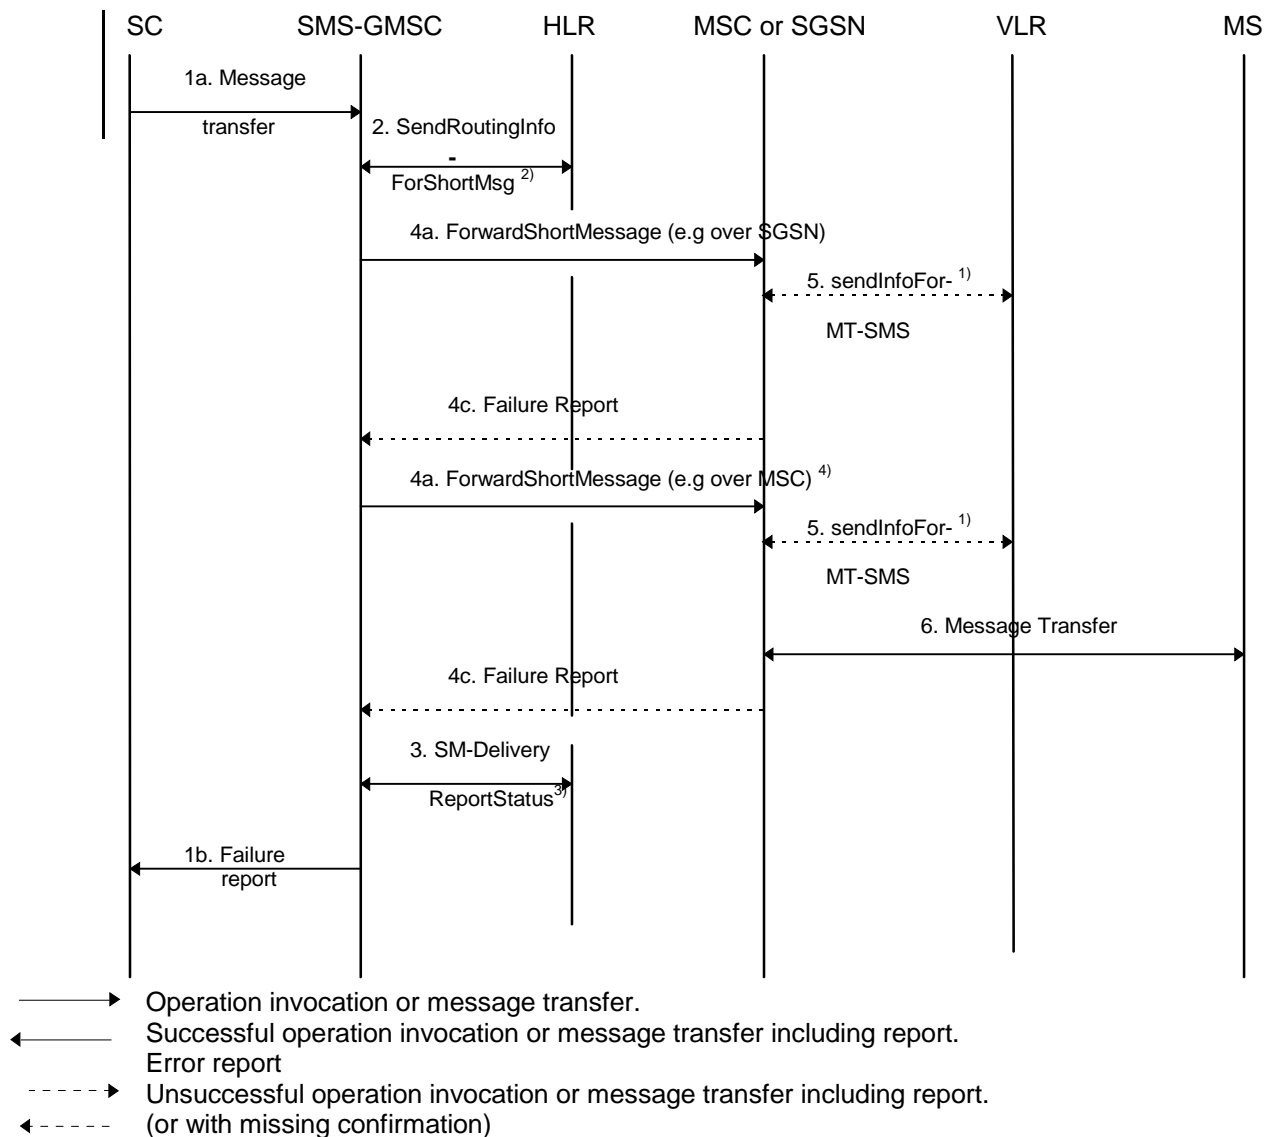 SC SMS-GMSC HLR MSC or SGSN VLR MS
1a. Message
transfer
2. SendRoutingInfo
-
ForShortMsg 2)
4a. ForwardShortMessage (e.g over SGSN)
5. sendInfoFor- 1)
MT-SMS
4c. Failure Report
4a. ForwardShortMessage (e.g over MSC) 4)
5. sendInfoFor- 1)
MT-SMS
6. Message Transfer
4c. Failure Report
3. SM-Delivery
ReportStatus3)
1b. Failure
report
Operation invocation or message transfer.
Successful operation invocation or message transfer including report.
Error report
Unsuccessful operation invocation or message transfer including report.
(or with missing confirmation)